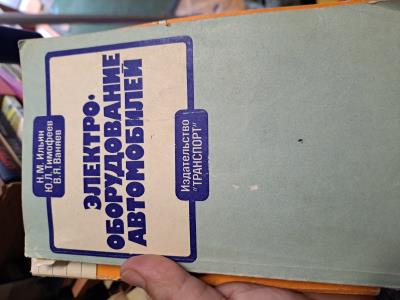 Н.М. Ильин
Ю.Л. Тимофеев
В.Я. Ваняев
ЭЛЕКТРО-
ОБОРУДОВАНИЕ
АВТОМОБИЛЕЙ
Издательство
"ТРАНСПОРТ"